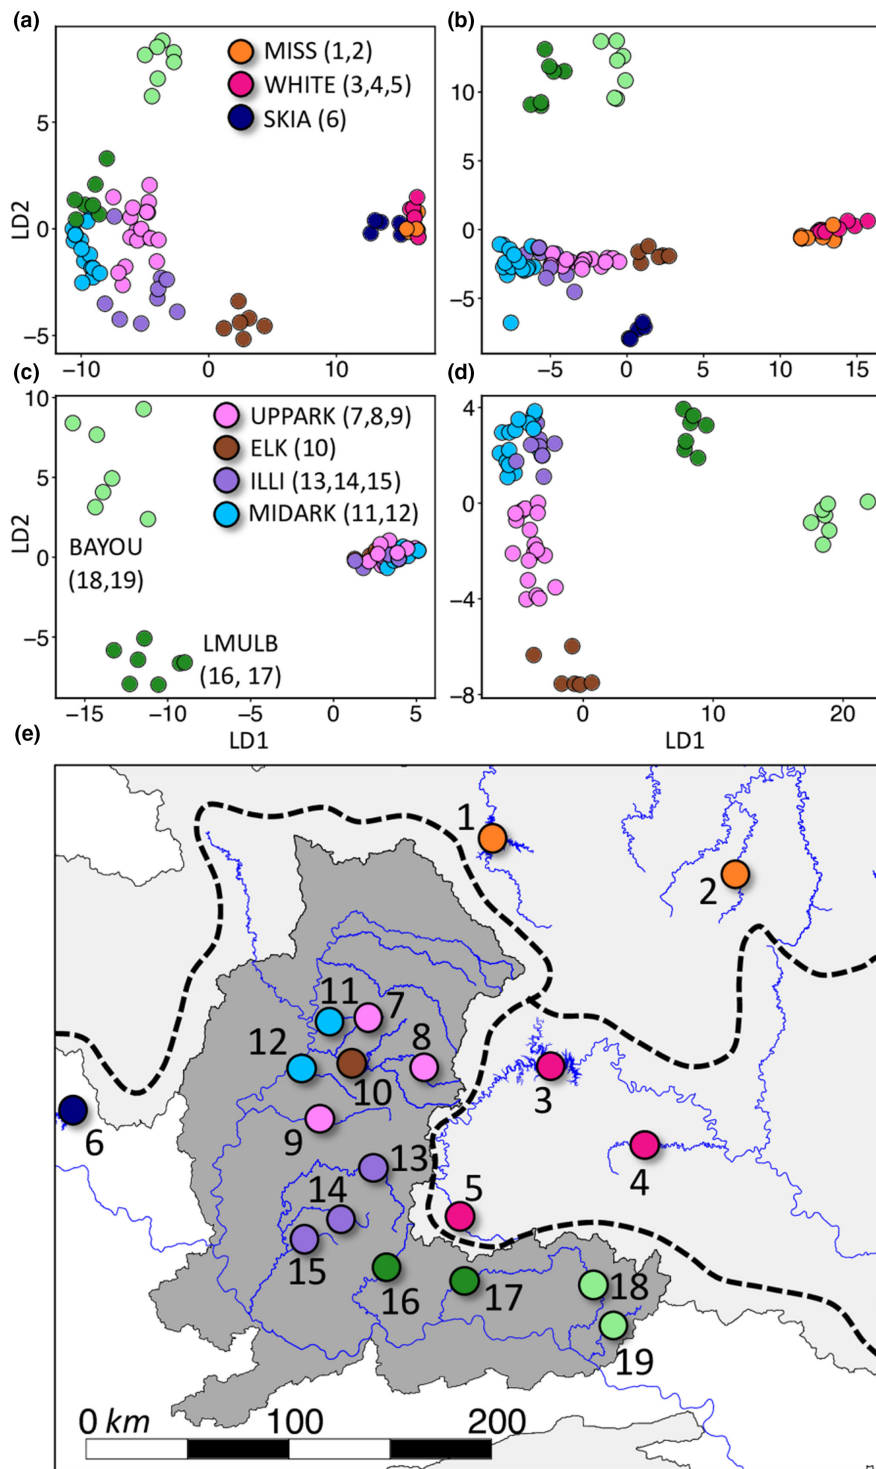 (a)
MISS (1,2)
WHITE (3,4,5)
SKIA (6)
5
0
−5
LD2
−10
0
10
(b)
10
5
0
−5
−5
0
5
10
15
(c)
10
5
0
−5
LD2
UPPARK (7,8,9)
ELK (10)
ILLI (13,14,15)
MIDARK (11,12)
BAYOU
(18,19)
LMULB
(16, 17)
−15
−10
−5
0
5
LD1
(d)
4
0
−4
−8
0
10
20
LD1
(e)
1
2
11
7
12
8
10
3
6
9
13
4
14
5
15
16
17
18
19
0 km
100
200